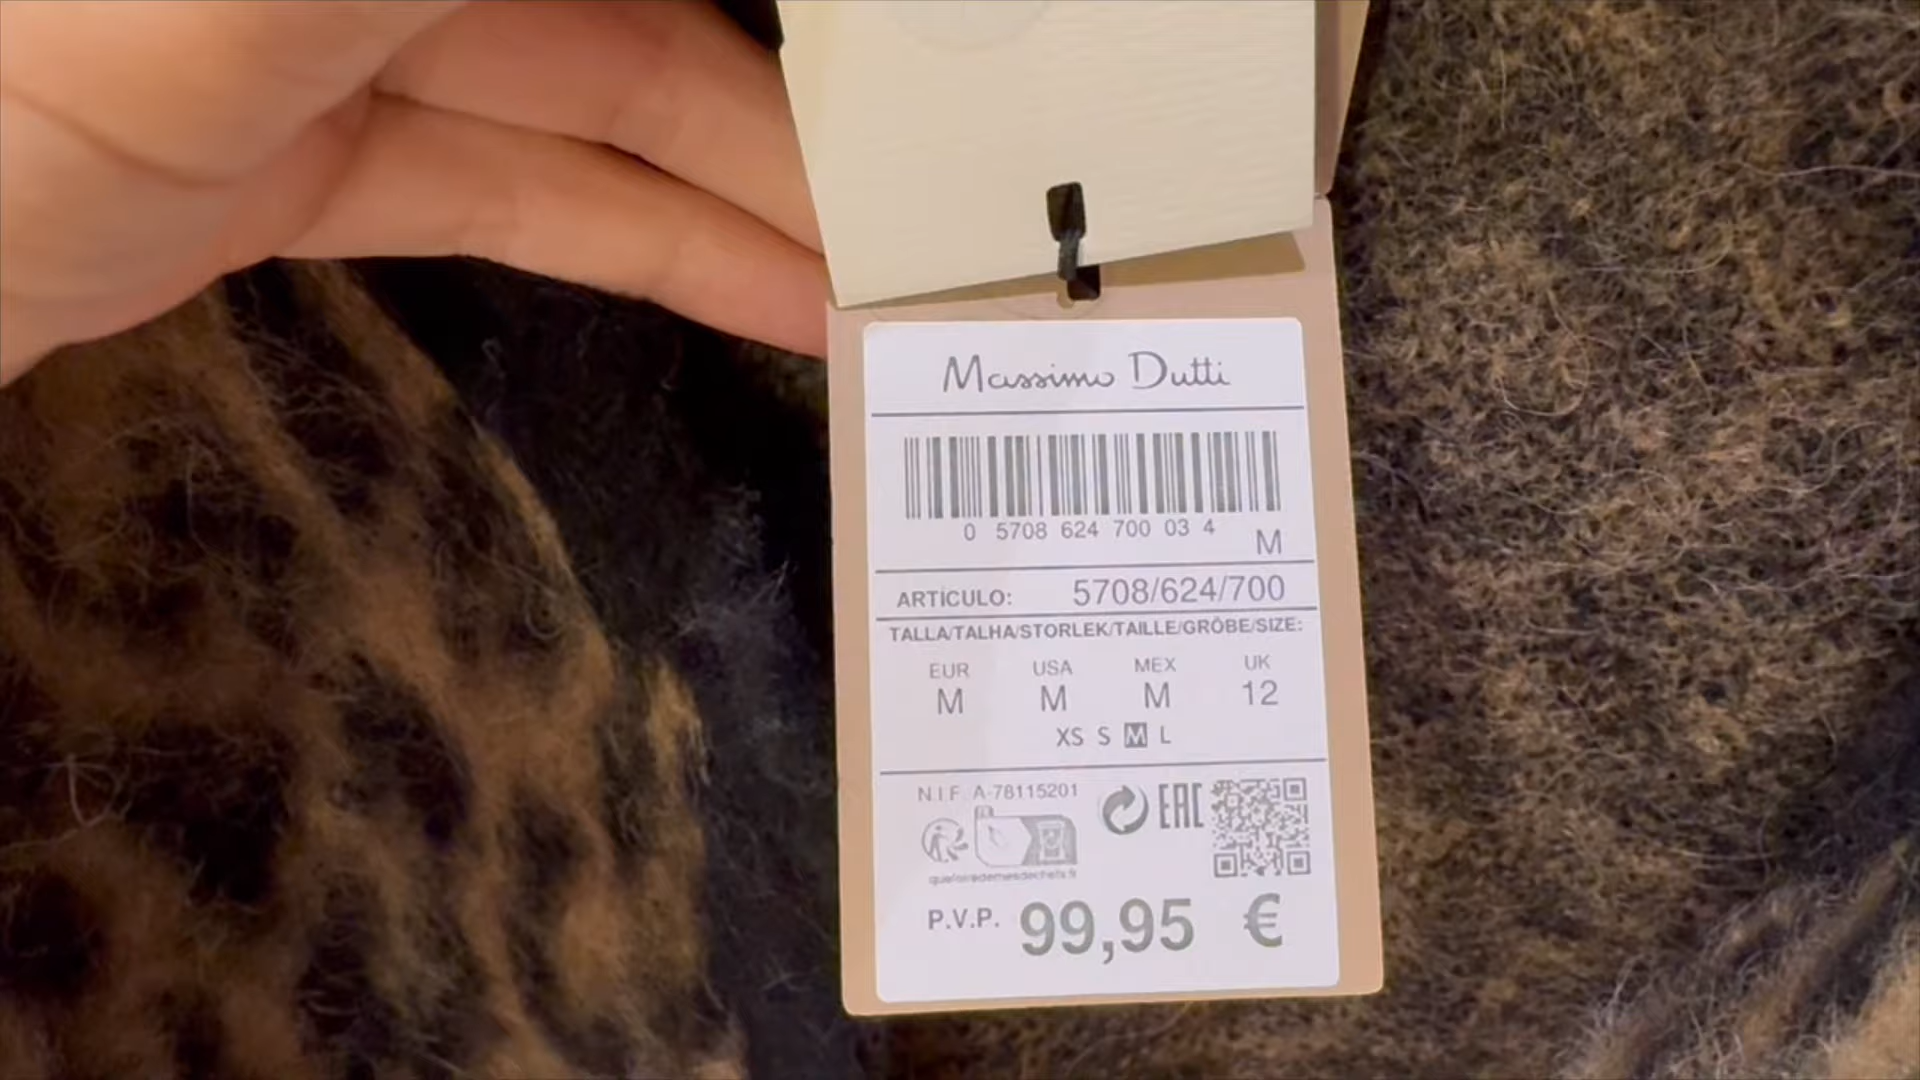 Massimo Dutti
0 5708 624 700 03 4
M
ARTÍCULO: 5708/624/700
TALLA/TALHA/STORLEK/TAILLE/GRÖBE/SIZE:
EUR USA MEX UK
M M M 12
XS S M L
N.I.F. A-78115201
EAC
quefairedemesdechets.fr
P.V.P. 99,95 €